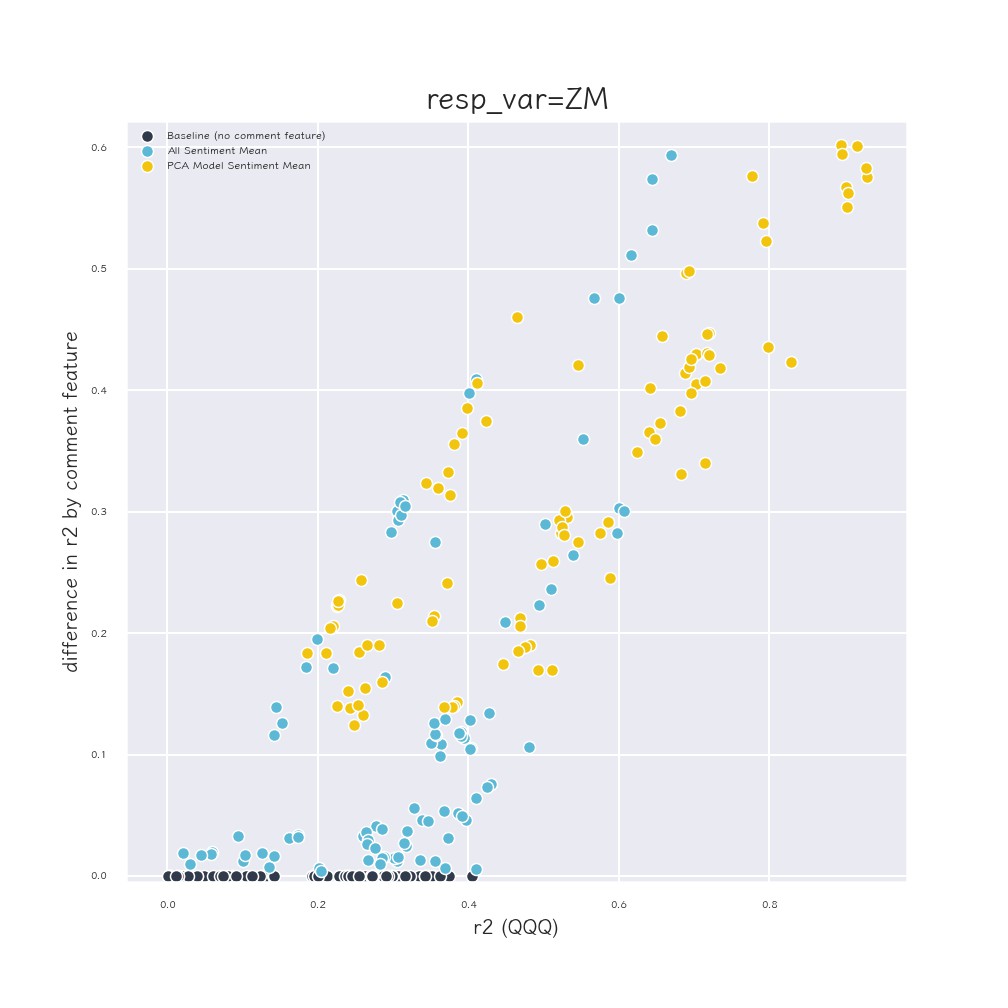 resp_var=ZM
Baseline (no comment feature)
All Sentiment Mean
PCA Model Sentiment Mean
difference in r2 by comment feature
0.6
0.5
0.4
0.3
0.2
0.1
0.0
0.0 0.2 0.4 0.6 0.8
r2 (QQQ)